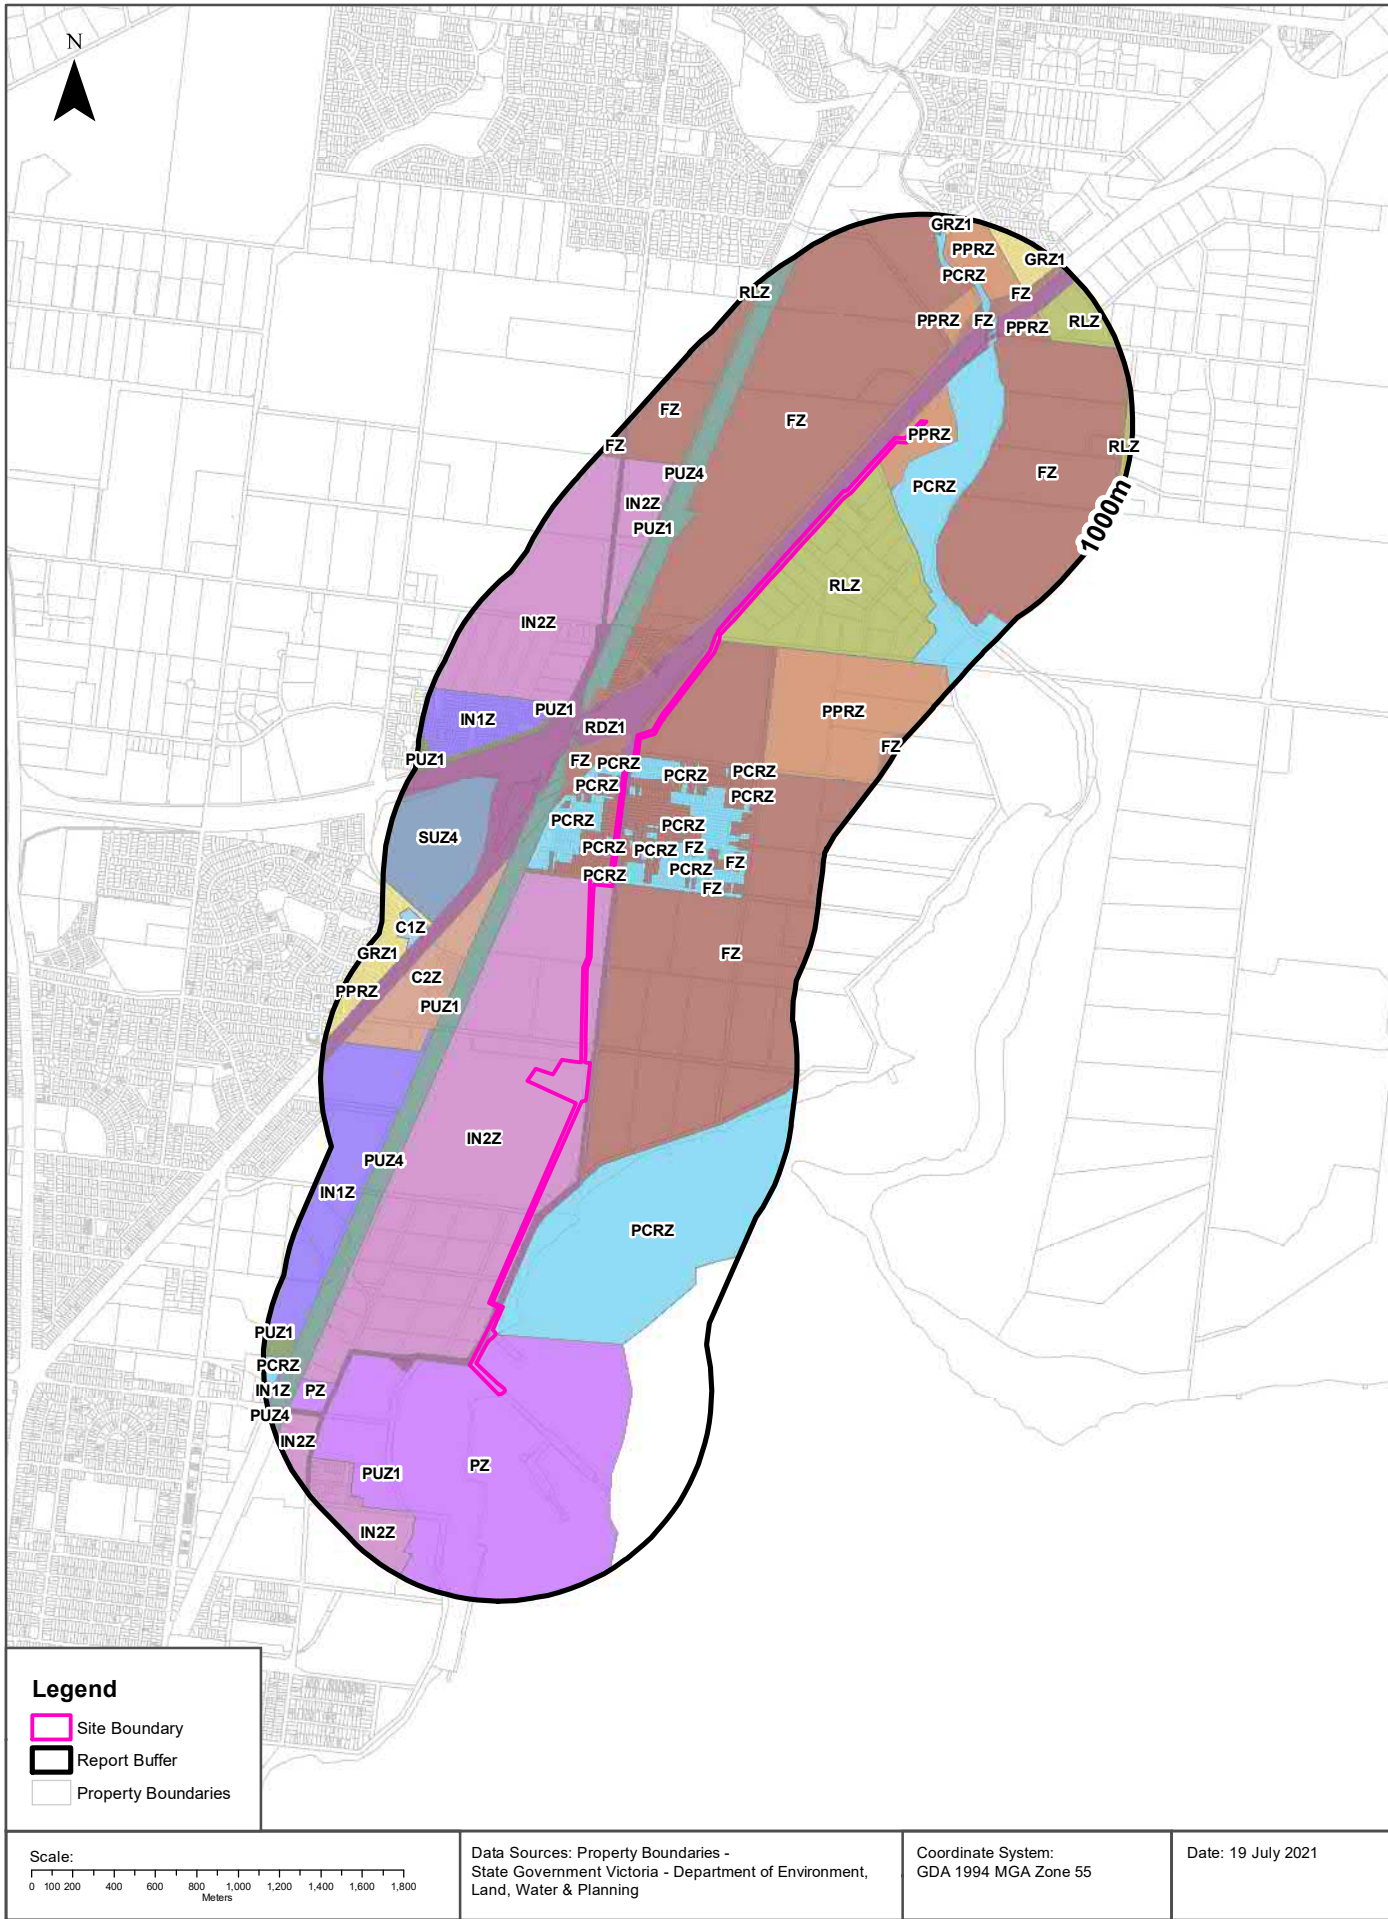 N
GRZ1
PPRZ
GRZ1
PCRZ
RLZ
FZ
PPRZ
FZ
PPRZ
RLZ
FZ
FZ
PPRZ
FZ
RLZ
PUZ4
FZ
PCRZ
IN2Z
PUZ1
1000m
RLZ
IN2Z
PUZ1
PPRZ
IN1Z
RDZ1
FZ
PUZ1
FZ
PCRZ
PCRZ
PCRZ
PCRZ
PCRZ
PCRZ
PCRZ
SUZ4
PCRZ
PCRZ
FZ
PCRZ
FZ
PCRZ
PCRZ
FZ
C1Z
GRZ1
FZ
C2Z
PPRZ
PUZ1
IN2Z
PUZ4
IN1Z
PCRZ
PUZ1
PCRZ
IN1Z
PZ
PUZ4
IN2Z
PUZ1
PZ
IN2Z
Legend
Site Boundary
Report Buffer
Property Boundaries
Scale:
0 100 200 400 600 800 1,000 1,200 1,400 1,600 1,800
Meters
Data Sources: Property Boundaries -
State Government Victoria - Department of Environment,
Land, Water & Planning
Coordinate System:
GDA 1994 MGA Zone 55
Date: 19 July 2021